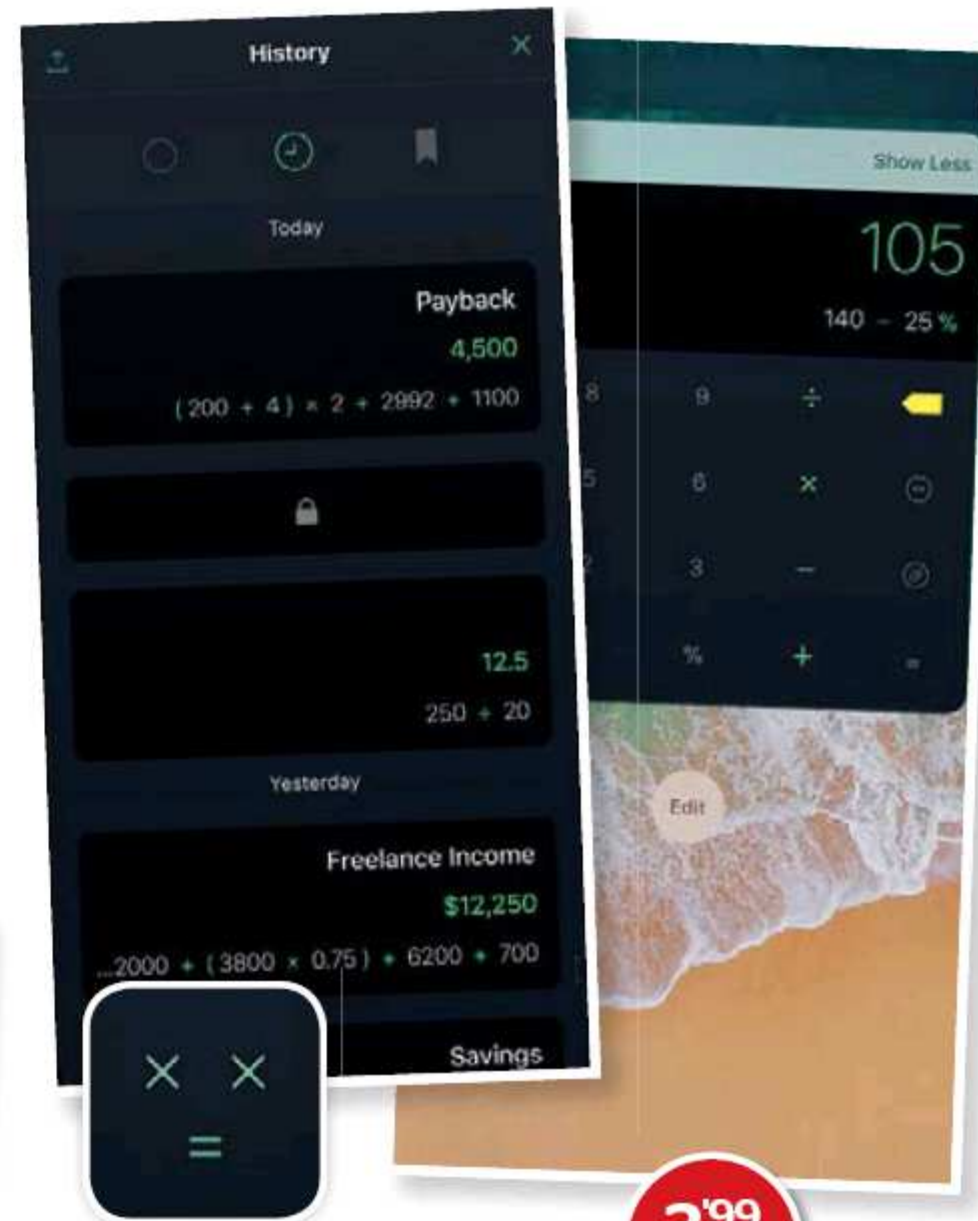 History
Today
Payback
4,500
(200 + 4) × 2 + 2992 + 1100
12.5
250 ÷ 20
Yesterday
Freelance Income
$12,250
...2000 + (3800 × 0.75) + 6200 + 700
Savings
× ×
=
Show Less
105
140 - 25 %
8 9 ÷
5 6 ×
2 3 -
% + =
Edit